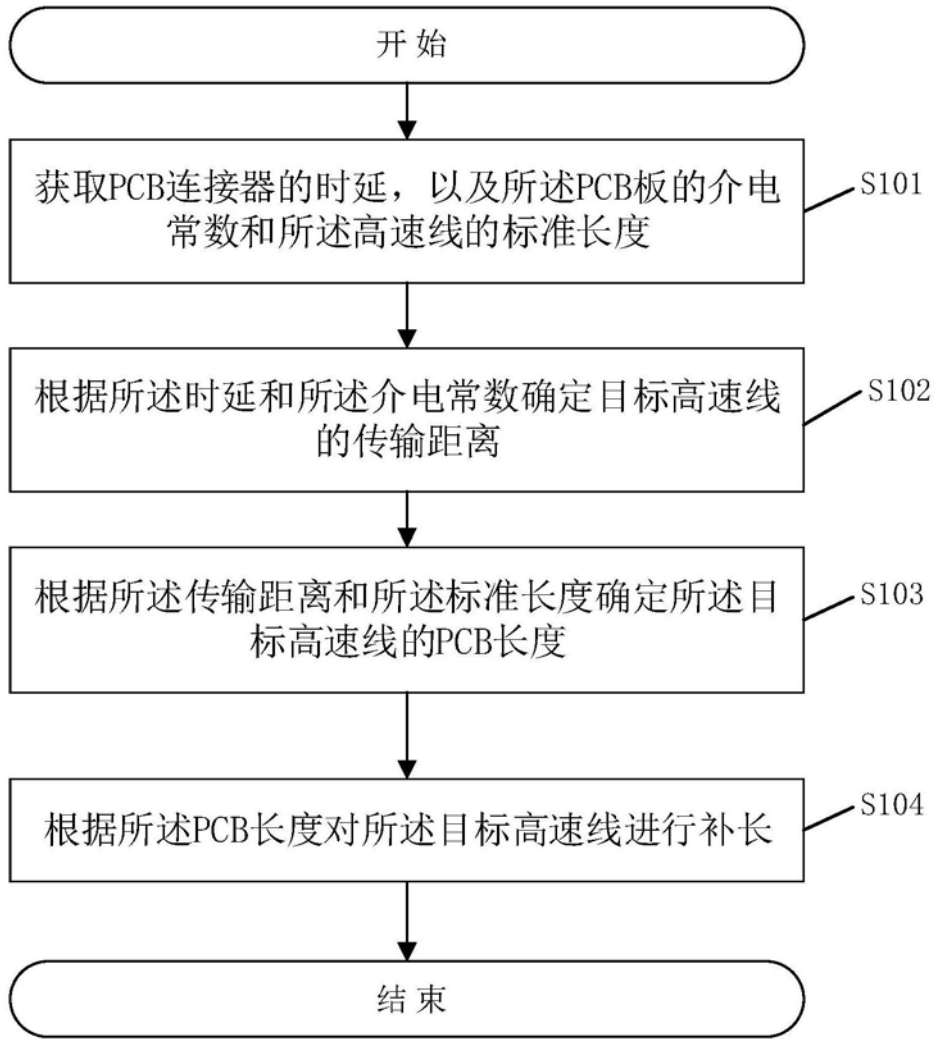 开始
获取PCB连接器的时延，以及所述PCB板的介电
常数和所述高速线的标准长度
S101
根据所述时延和所述介电常数确定目标高速线
的传输距离
S102
根据所述传输距离和所述标准长度确定所述目
标高速线的PCB长度
S103
根据所述PCB长度对所述目标高速线进行补长
S104
结束